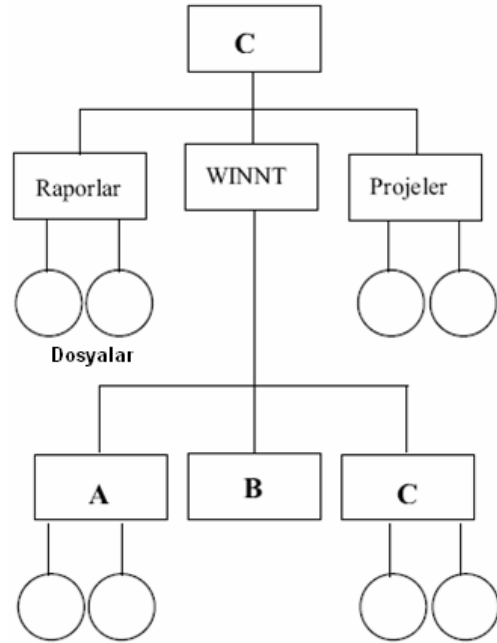 C
Raporlar
WINNT
Projeler
Dosyalar
A
B
C